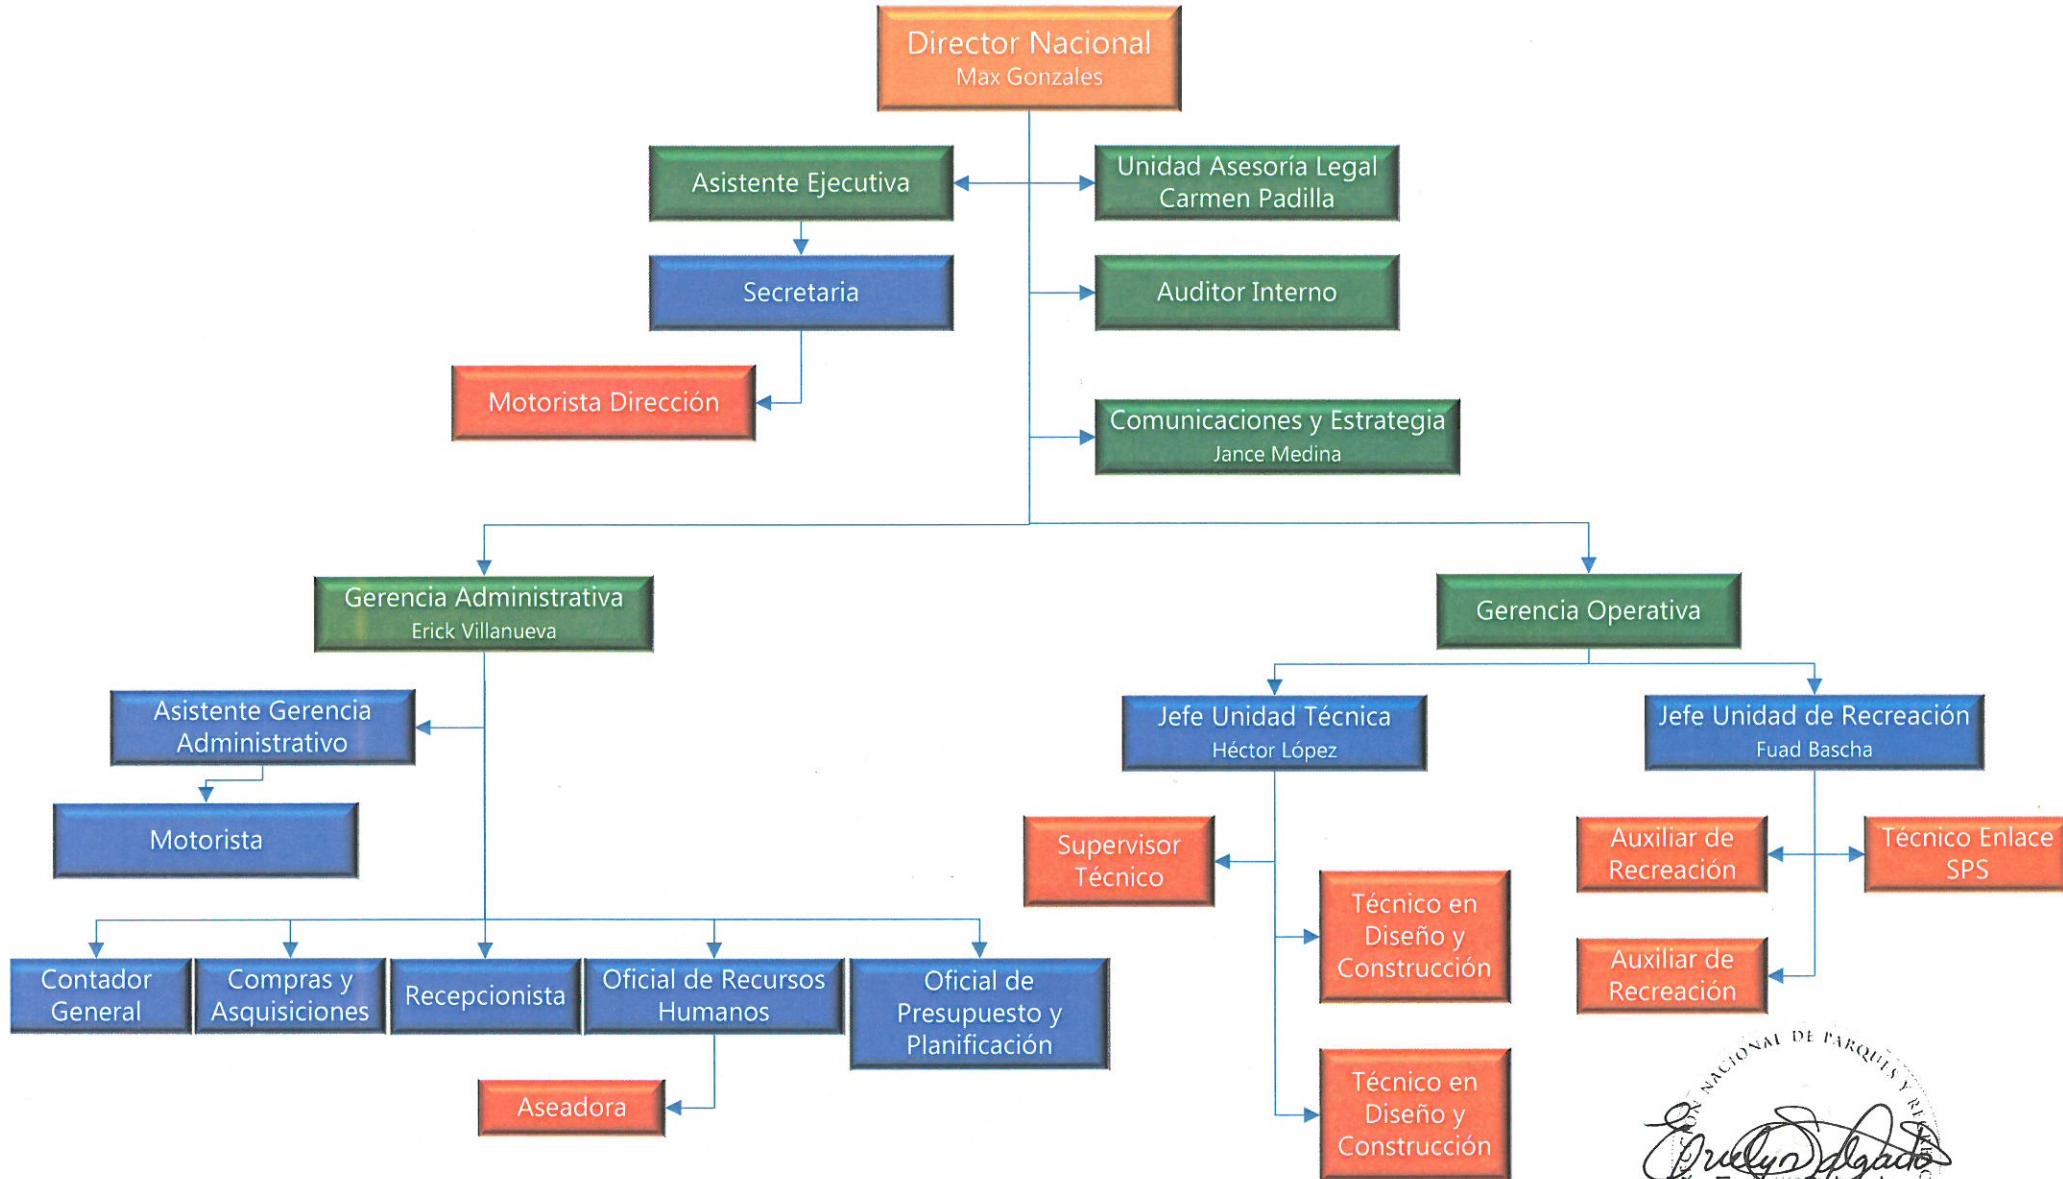 Director Nacional
Max Gonzales
Asistente Ejecutiva
Unidad Asesoría Legal
Carmen Padilla
Secretaria
Auditor Interno
Motorista Dirección
Comunicaciones y Estrategia
Jance Medina
Gerencia Administrativa
Erick Villanueva
Gerencia Operativa
Asistente Gerencia
Administrativo
Motorista
Jefe Unidad Técnica
Héctor López
Jefe Unidad de Recreación
Fuad Bascha
Supervisor
Técnico
Auxiliar de
Recreación
Técnico Enlace
SPS
Técnico en
Diseño y
Construcción
Auxiliar de
Recreación
Contador
General
Compras y
Asquisiciones
Recepcionista
Oficial de Recursos
Humanos
Oficial de
Presupuesto y
Planificación
Aseadora
Técnico en
Diseño y
Construcción
NACIONAL DE PARQUES Y